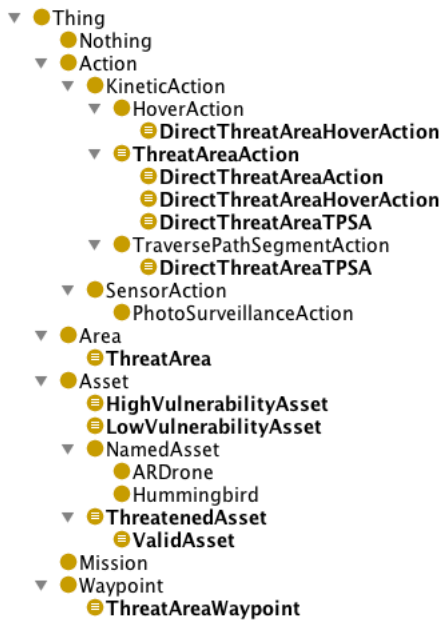 Thing
Nothing
Action
KineticAction
HoverAction
DirectThreatAreaHoverAction
ThreatAreaAction
DirectThreatAreaAction
DirectThreatAreaHoverAction
DirectThreatAreaTPSA
TraversePathSegmentAction
DirectThreatAreaTPSA
SensorAction
PhotoSurveillanceAction
Area
ThreatArea
Asset
HighVulnerabilityAsset
LowVulnerabilityAsset
NamedAsset
ARDrone
Hummingbird
ThreatenedAsset
ValidAsset
Mission
Waypoint
ThreatAreaWaypoint